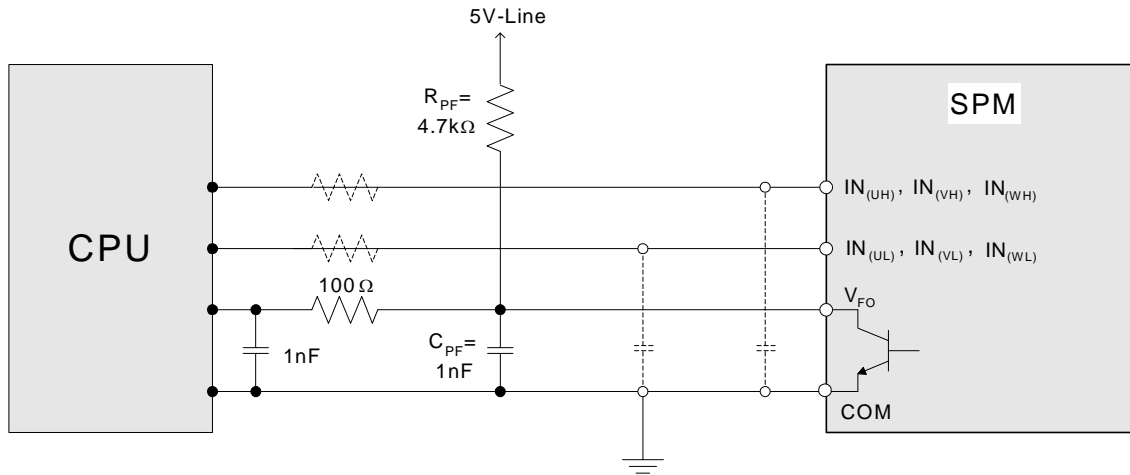 5V-Line
R_PF=
4.7kΩ
SPM
CPU
IN(UH), IN(VH), IN(WH)
IN(UL), IN(VL), IN(WL)
100Ω
V_FO
1nF
C_PF=
1nF
COM